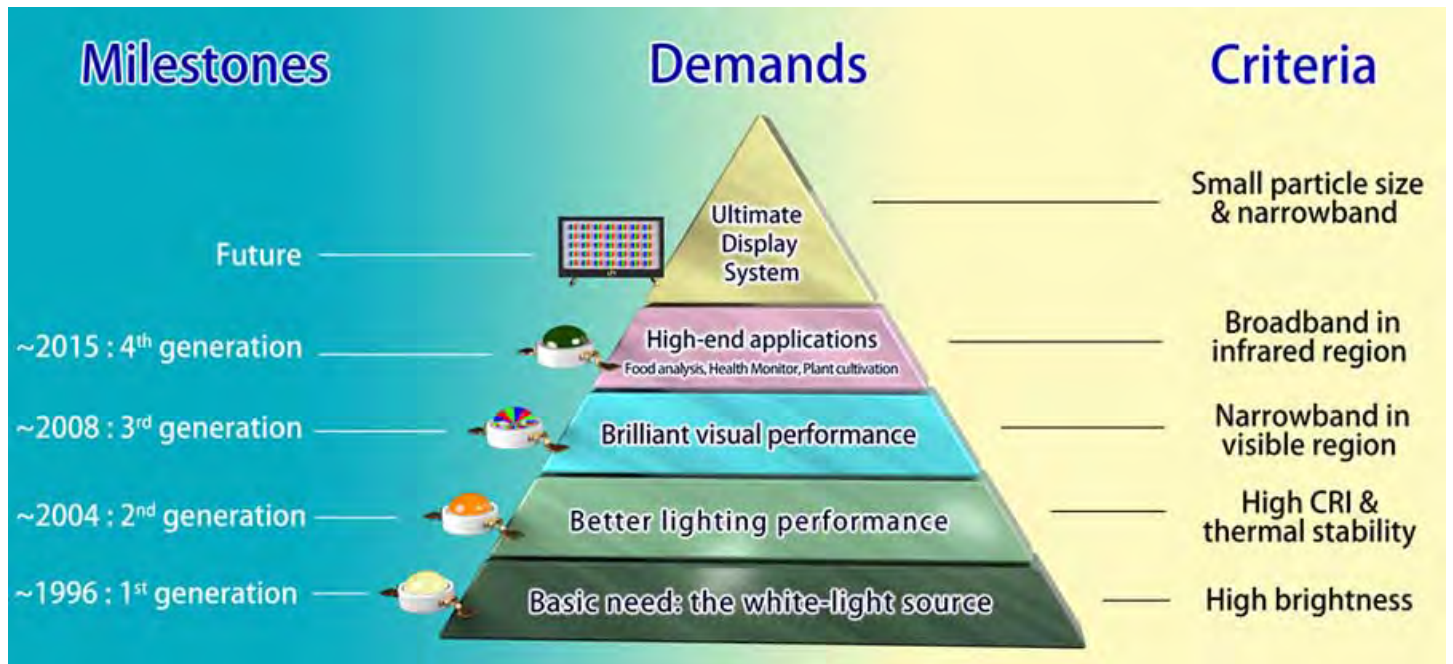 Milestones
Demands
Criteria
Future
Ultimate
Display
System
Small particle size
& narrowband
~2015 : 4th generation
High-end applications
Food analysis, Health Monitor, Plant cultivation
Broadband in
infrared region
~2008 : 3rd generation
Brilliant visual performance
Narrowband in
visible region
~2004 : 2nd generation
Better lighting performance
High CRI &
thermal stability
~1996 : 1st generation
Basic need: the white-light source
High brightness